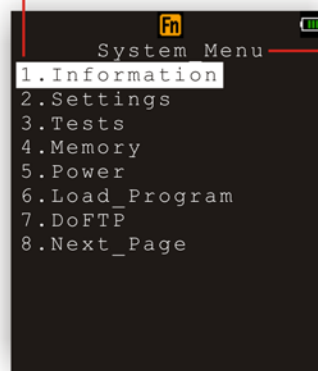 Fn
System Menu
1.Information
2.Settings
3.Tests
4.Memory
5.Power
6.Load_Program
7.DoFTP
8.Next_Page